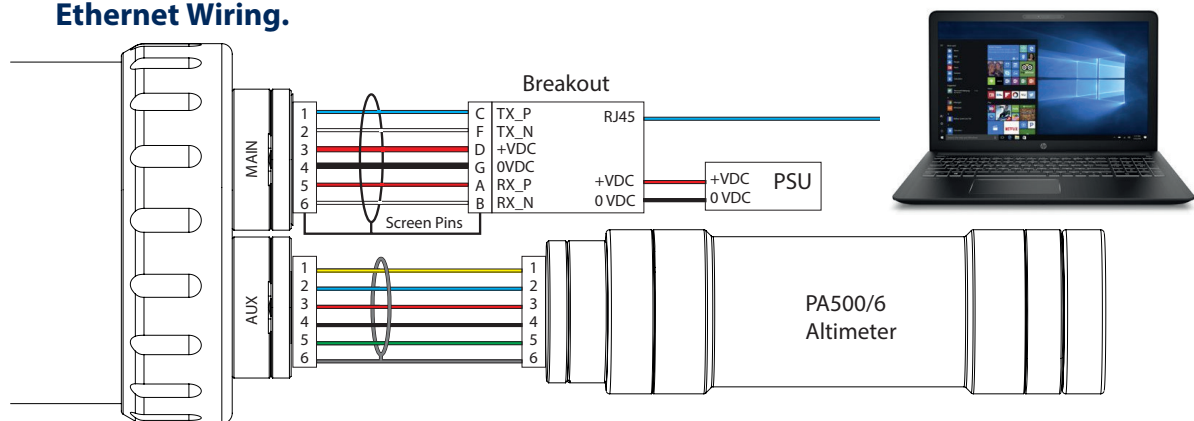 Ethernet Wiring.
Breakout
MAIN
1 C TX_P RJ45
2 F TX_N
3 D +VDC
4 G 0VDC
5 A RX_P +VDC +VDC PSU
6 B RX_N 0 VDC 0 VDC
Screen Pins
AUX
1 1
2 2
3 3 PA500/6
4 4 Altimeter
5 5
6 6